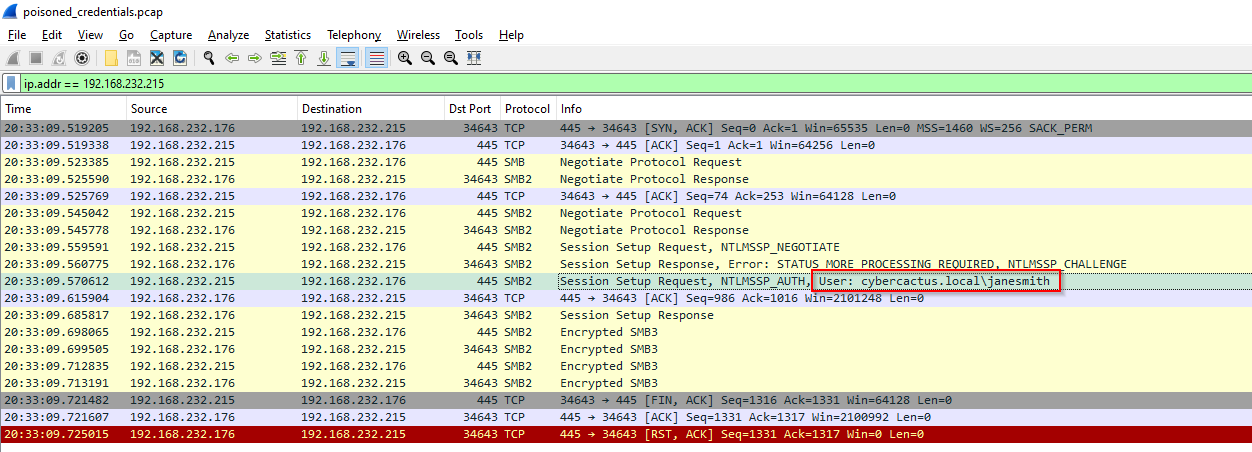 poisoned_credentials.pcap
File Edit View Go Capture Analyze Statistics Telephony Wireless Tools Help
ip.addr == 192.168.232.215
Time Source Destination Dst Port Protocol Info
20:33:09.519205 192.168.232.176 192.168.232.215 34643 TCP 445 → 34643 [SYN, ACK] Seq=0 Ack=1 Win=65535 Len=0 MSS=1460 WS=256 SACK_PERM
20:33:09.519338 192.168.232.215 192.168.232.176 445 TCP 34643 → 445 [ACK] Seq=1 Ack=1 Win=64256 Len=0
20:33:09.523385 192.168.232.215 192.168.232.176 445 SMB Negotiate Protocol Request
20:33:09.525590 192.168.232.176 192.168.232.215 34643 SMB2 Negotiate Protocol Response
20:33:09.525769 192.168.232.215 192.168.232.176 445 TCP 34643 → 445 [ACK] Seq=74 Ack=253 Win=64128 Len=0
20:33:09.545042 192.168.232.215 192.168.232.176 445 SMB2 Negotiate Protocol Request
20:33:09.545778 192.168.232.176 192.168.232.215 34643 SMB2 Negotiate Protocol Response
20:33:09.559591 192.168.232.215 192.168.232.176 445 SMB2 Session Setup Request, NTLMSSP_NEGOTIATE
20:33:09.560775 192.168.232.176 192.168.232.215 34643 SMB2 Session Setup Response, Error: STATUS_MORE_PROCESSING_REQUIRED, NTLMSSP_CHALLENGE
20:33:09.570612 192.168.232.215 192.168.232.176 445 SMB2 Session Setup Request, NTLMSSP_AUTH, User: cybercactus.local\janesmith
20:33:09.615904 192.168.232.176 192.168.232.215 34643 TCP 445 → 34643 [ACK] Seq=986 Ack=1016 Win=2101248 Len=0
20:33:09.685817 192.168.232.176 192.168.232.215 34643 SMB2 Session Setup Response
20:33:09.698065 192.168.232.215 192.168.232.176 445 SMB2 Encrypted SMB3
20:33:09.699505 192.168.232.176 192.168.232.215 34643 SMB2 Encrypted SMB3
20:33:09.712835 192.168.232.215 192.168.232.176 445 SMB2 Encrypted SMB3
20:33:09.713191 192.168.232.176 192.168.232.215 34643 SMB2 Encrypted SMB3
20:33:09.721482 192.168.232.215 192.168.232.176 445 TCP 34643 → 445 [FIN, ACK] Seq=1316 Ack=1331 Win=64128 Len=0
20:33:09.721607 192.168.232.176 192.168.232.215 34643 TCP 445 → 34643 [ACK] Seq=1331 Ack=1317 Win=2100992 Len=0
20:33:09.725015 192.168.232.176 192.168.232.215 34643 TCP 445 → 34643 [RST, ACK] Seq=1331 Ack=1317 Win=0 Len=0